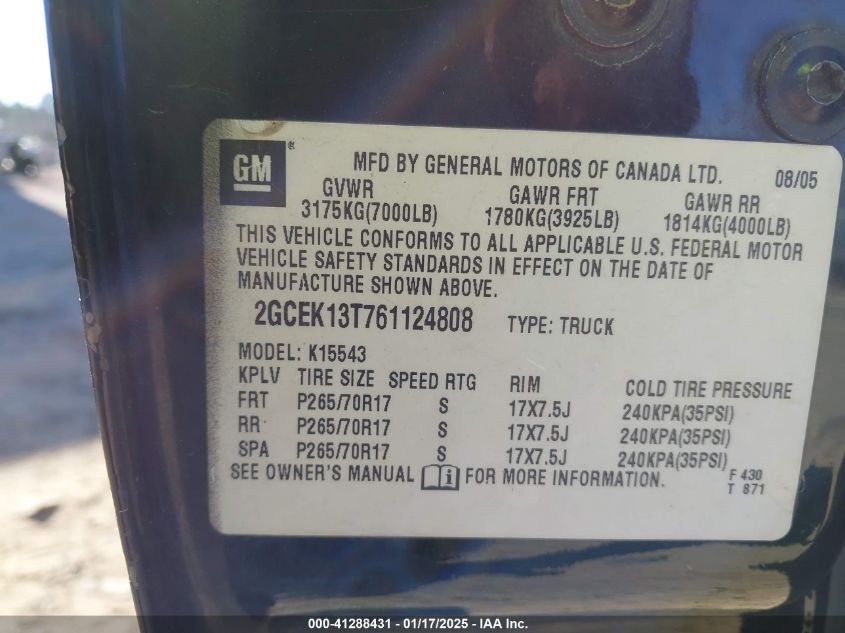 GM ® MFD BY GENERAL MOTORS OF CANADA LTD. 08/05
GVWR GAWR FRT GAWR RR
3175KG(7000LB) 1780KG(3925LB) 1814KG(4000LB)
THIS VEHICLE CONFORMS TO ALL APPLICABLE U.S. FEDERAL MOTOR
VEHICLE SAFETY STANDARDS IN EFFECT ON THE DATE OF
MANUFACTURE SHOWN ABOVE.
2GCEK13T761124808 TYPE: TRUCK
MODEL: K15543
KPLV TIRE SIZE SPEED RTG RIM COLD TIRE PRESSURE
FRT P265/70R17 S 17X7.5J 240KPA(35PSI)
RR P265/70R17 S 17X7.5J 240KPA(35PSI)
SPA P265/70R17 S 17X7.5J 240KPA(35PSI)
SEE OWNER'S MANUAL i FOR MORE INFORMATION. F 430
T 871
000-41288431 - 01/17/2025 - IAA Inc.